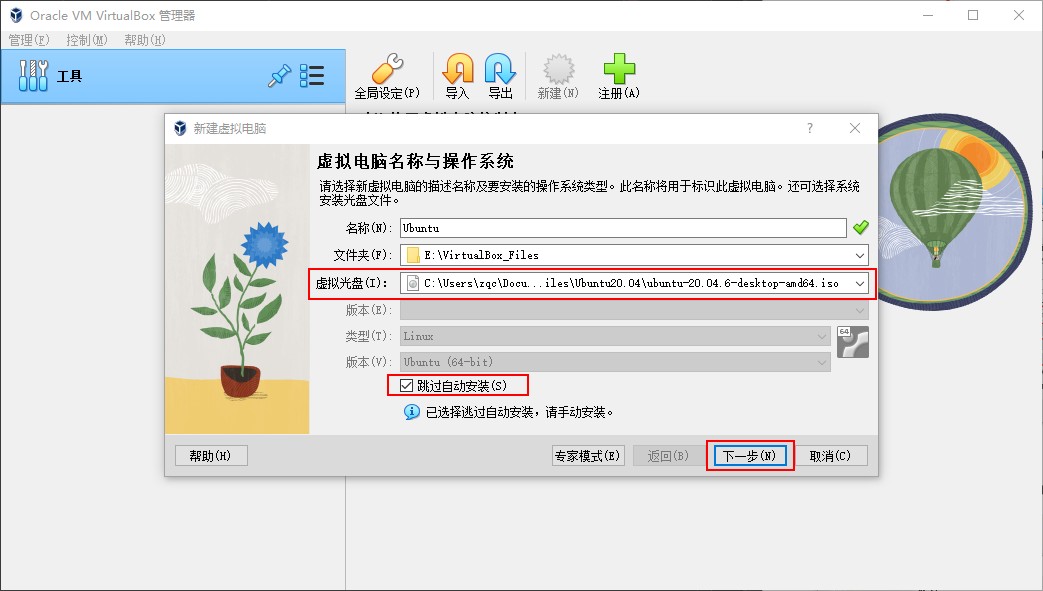 Oracle VM VirtualBox 管理器
管理(F) 控制(M) 帮助(H)
工具
全局设定(P) 导入 导出 新建(N) 注册(A)
新建虚拟电脑
?
虚拟电脑名称与操作系统
请选择新虚拟电脑的描述名称及要安装的操作系统类型。此名称将用于标识此虚拟电脑。还可选择系统
安装光盘文件。
名称(N): Ubuntu
文件夹(F): E:\VirtualBox_Files
虚拟光盘(I): C:\Users\zqc\Docu...iles\Ubuntu20.04\ubuntu-20.04.6-desktop-amd64.iso
版本(E):
类型(T): Linux
64
版本(V): Ubuntu (64-bit)
跳过自动安装(S)
已选择逃过自动安装，请手动安装。
帮助(H) 专家模式(E) 返回(B) 下一步(N) 取消(C)